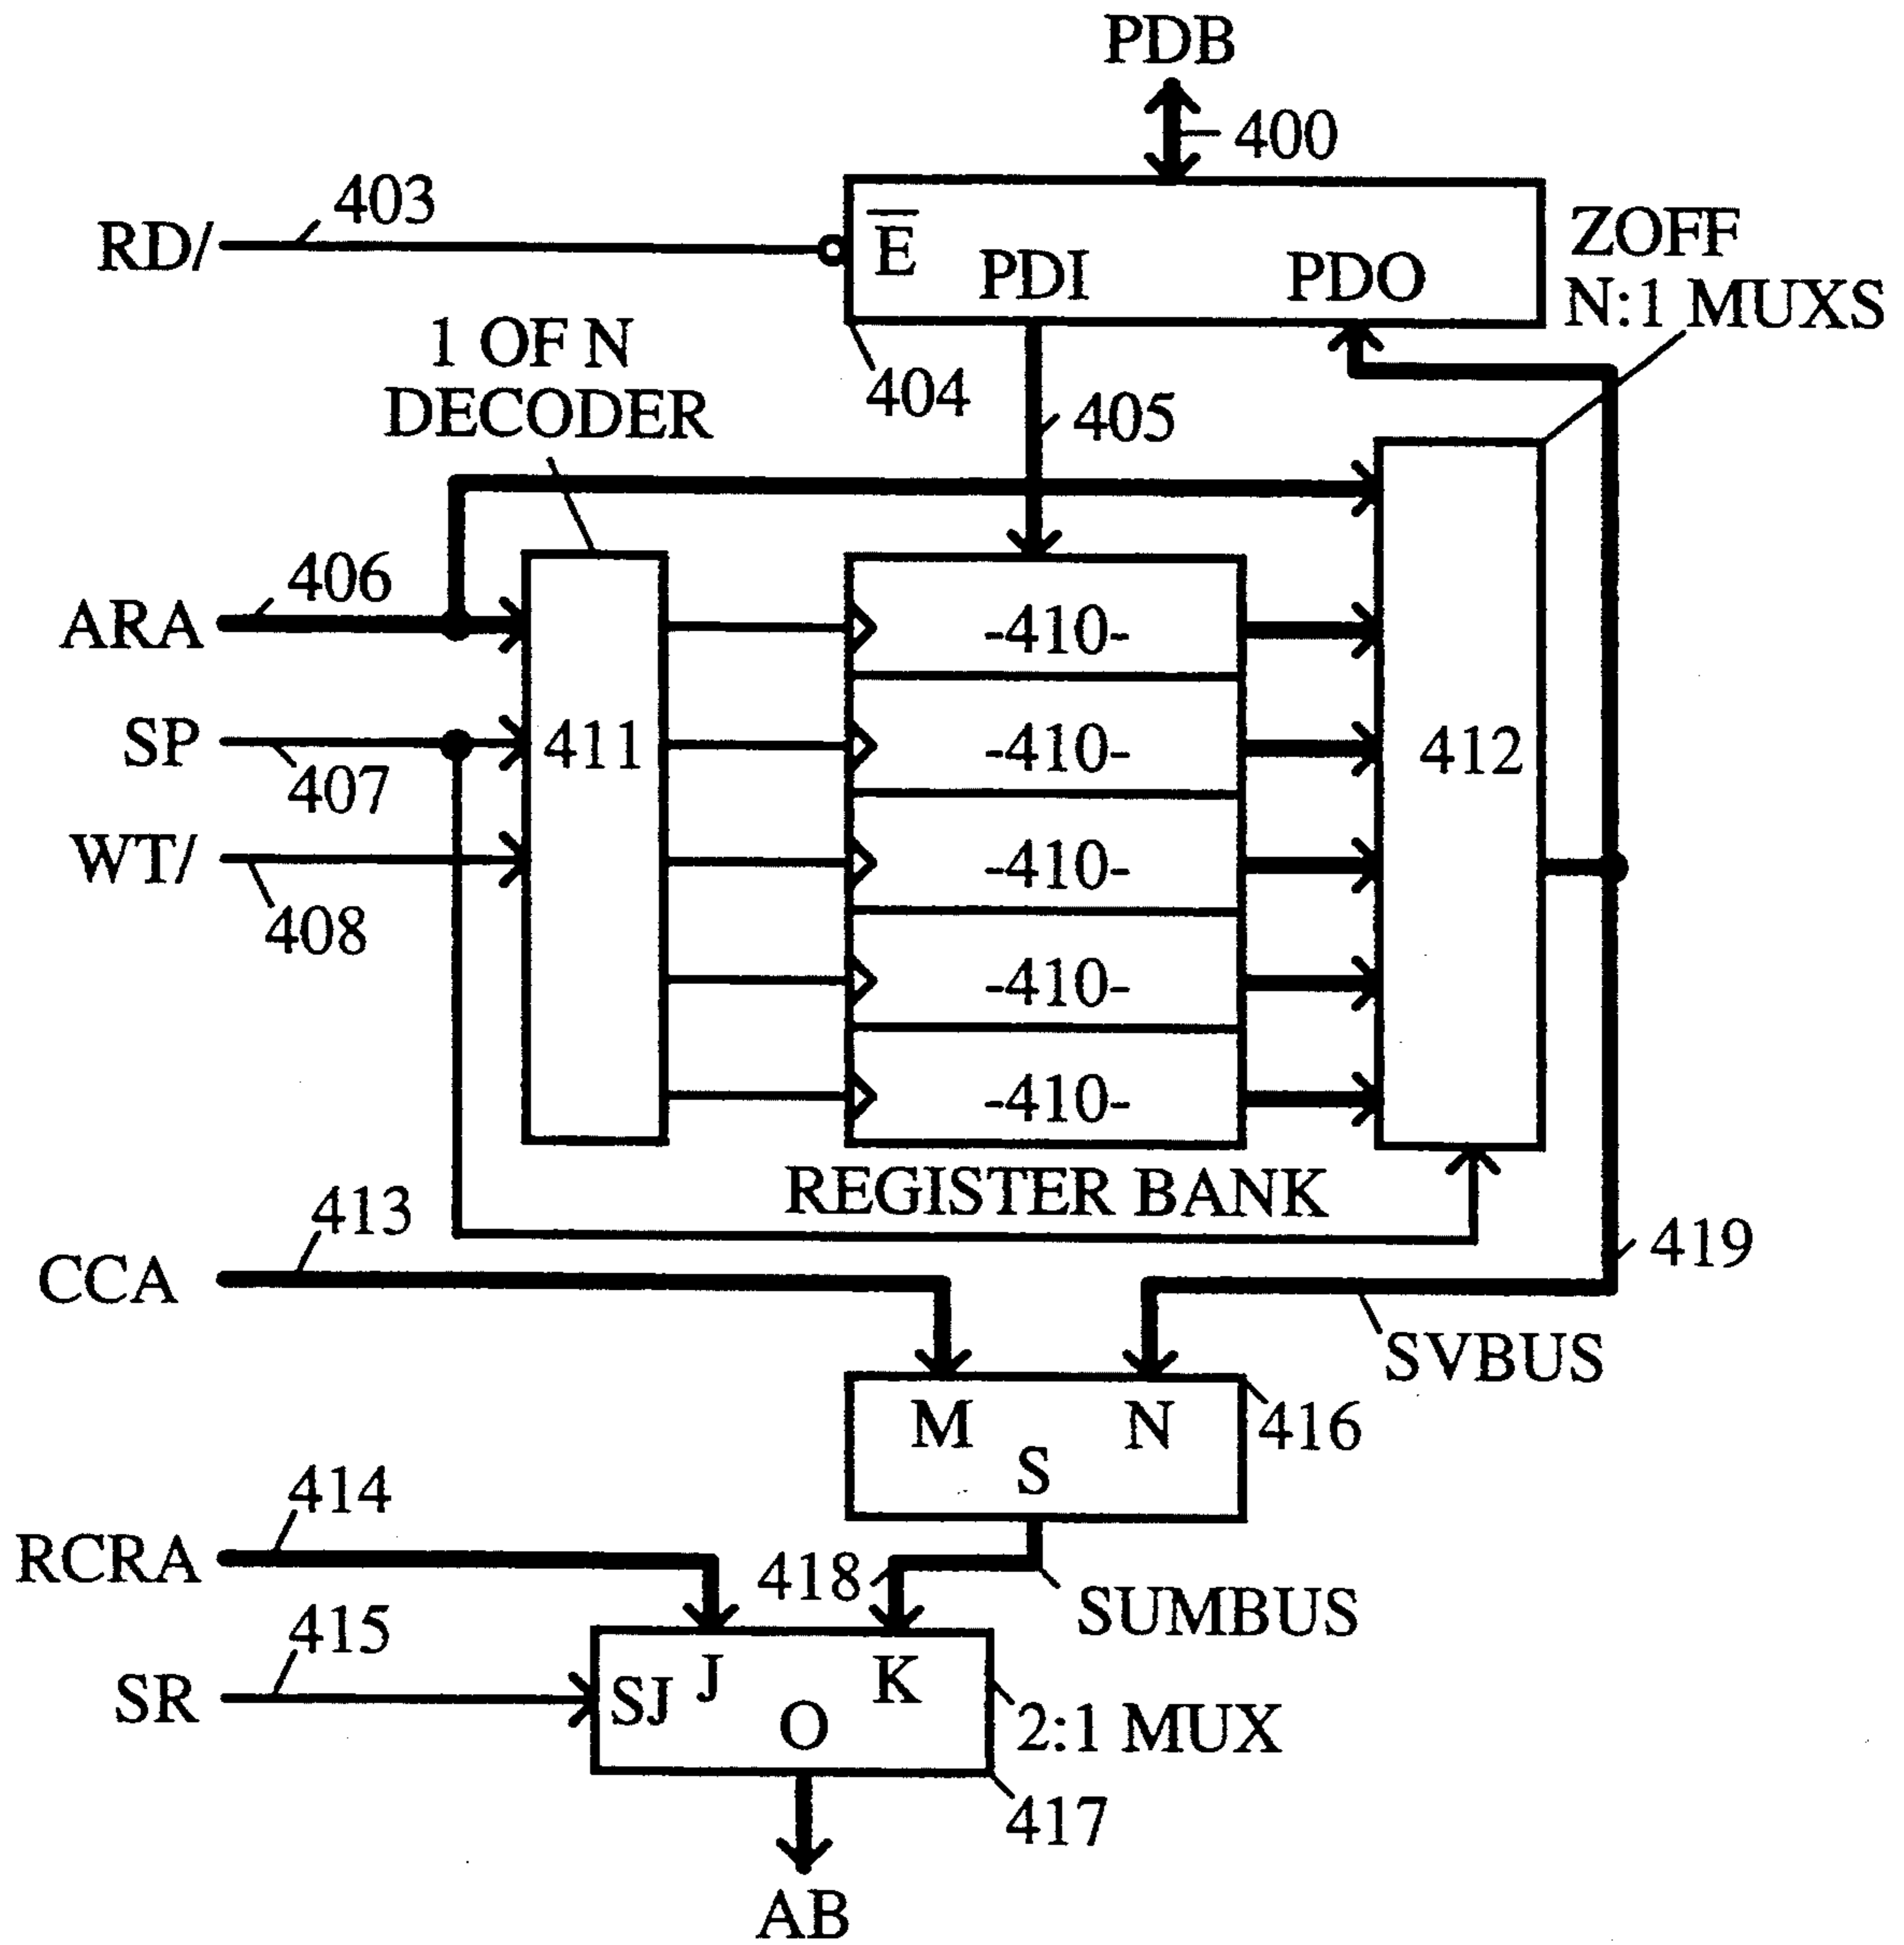 PDB
400
403
RD/
E
PDI
PDO
ZOFF
N:1 MUXS
1 OF N
DECODER
404
405
406
ARA
-410-
SP
407
411
-410-
412
WT/
408
-410-
-410-
-410-
REGISTER BANK
413
CCA
419
SVBUS
M
N
S
416
414
RCRA
418
SUMBUS
415
SR
SJ
J
K
O
2:1 MUX
417
AB